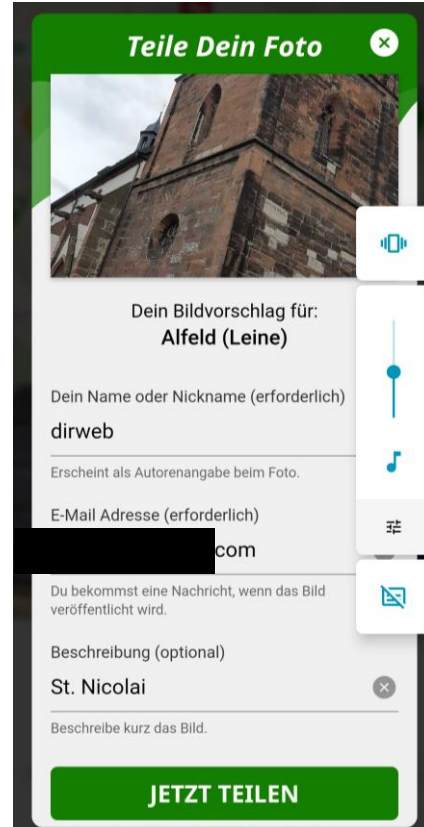 Teile Dein Foto
Dein Bildvorschlag für:
Alfeld (Leine)
Dein Name oder Nickname (erforderlich)
dirweb
Erscheint als Autorenangabe beim Foto.
E-Mail Adresse (erforderlich)
com
Du bekommst eine Nachricht, wenn das Bild
veröffentlicht wird.
Beschreibung (optional)
St. Nicolai
Beschreibe kurz das Bild.
JETZT TEILEN